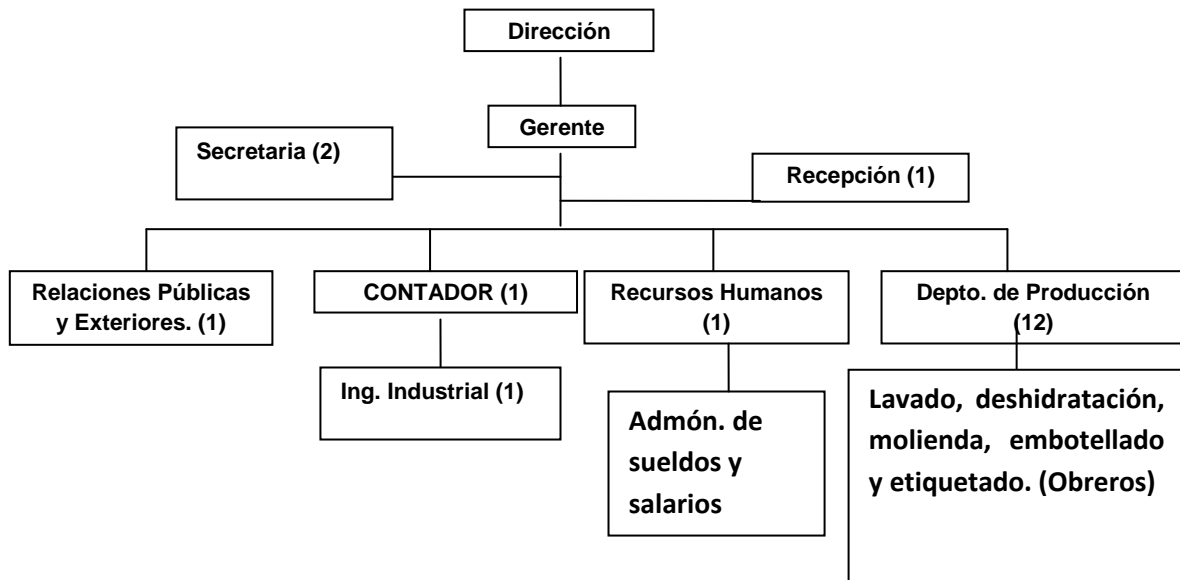 Dirección
Gerente
Secretaria (2)
Recepción (1)
Relaciones Públicas
y Exteriores. (1)
CONTADOR (1)
Recursos Humanos
(1)
Depto. de Producción
(12)
Ing. Industrial (1)
Admón. de
sueldos y
salarios
Lavado, deshidratación,
molienda, embotellado
y etiquetado. (Obreros)